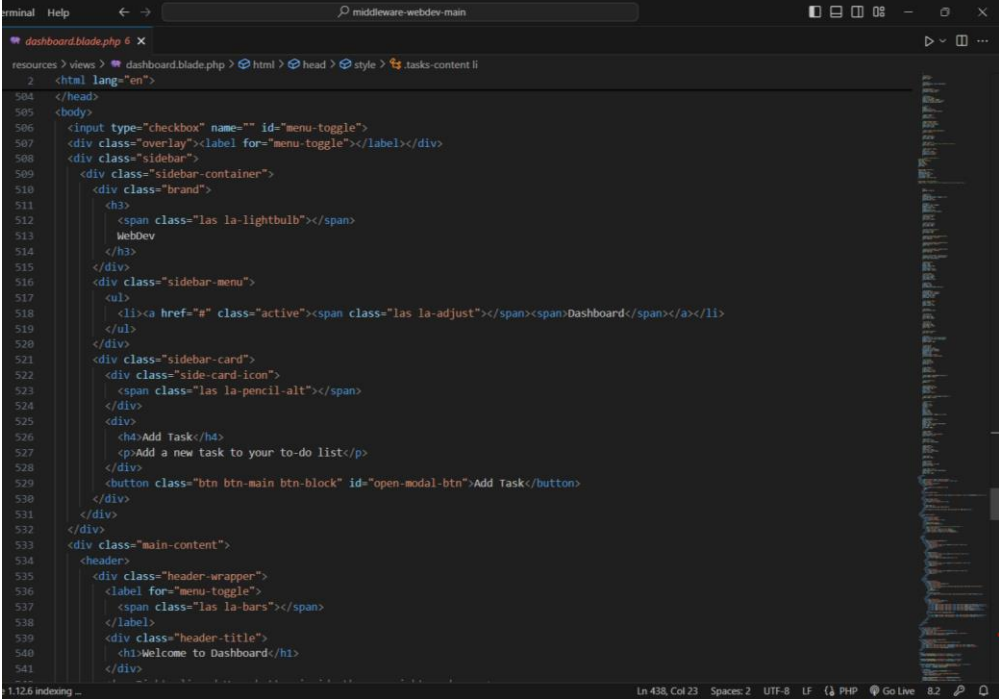 erminal Help
middleware-webdev-main
dashboard.blade.php 6
resources > views > dashboard.blade.php > html > head > style > .tasks-content li
2 <html lang="en">
504 </head>
505 <body>
506 <input type="checkbox" name="" id="menu-toggle">
507 <div class="overlay"><label for="menu-toggle"></label></div>
508 <div class="sidebar">
509 <div class="sidebar-container">
510 <div class="brand">
511 <h3>
512 <span class="las la-lightbulb"></span>
513 WebDev
514 </h3>
515 </div>
516 <div class="sidebar-menu">
517 <ul>
518 <li><a href="#" class="active"><span class="las la-adjust"></span><span>Dashboard</span></a></li>
519 </ul>
520 </div>
521 <div class="sidebar-card">
522 <div class="side-card-icon">
523 <span class="las la-pencil-alt"></span>
524 </div>
525 <div>
526 <h4>Add Task</h4>
527 <p>Add a new task to your to-do list</p>
528 </div>
529 <button class="btn btn-main btn-block" id="open-modal-btn">Add Task</button>
530 </div>
531 </div>
532 </div>
533 <div class="main-content">
534 <header>
535 <div class="header-wrapper">
536 <label for="menu-toggle">
537 <span class="las la-bars"></span>
538 </label>
539 <div class="header-title">
540 <h1>Welcome to Dashboard</h1>
541 </div>
e 1.12.6 indexing ... Ln 438, Col 23 Spaces: 2 UTF-8 LF PHP Go Live 8.2